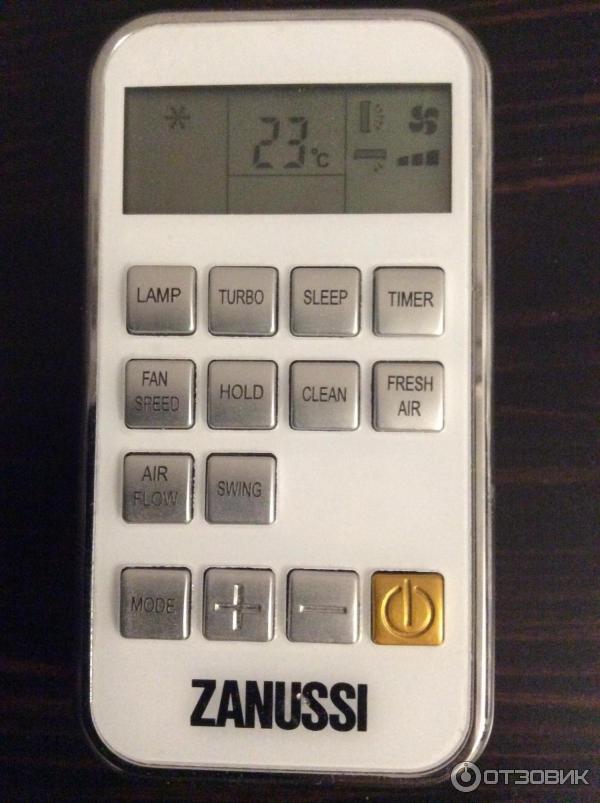 23°C
LAMP TURBO SLEEP TIMER
FAN SPEED HOLD CLEAN FRESH AIR
AIR FLOW SWING
MODE + −
ZANUSSI
ОТЗОВИК